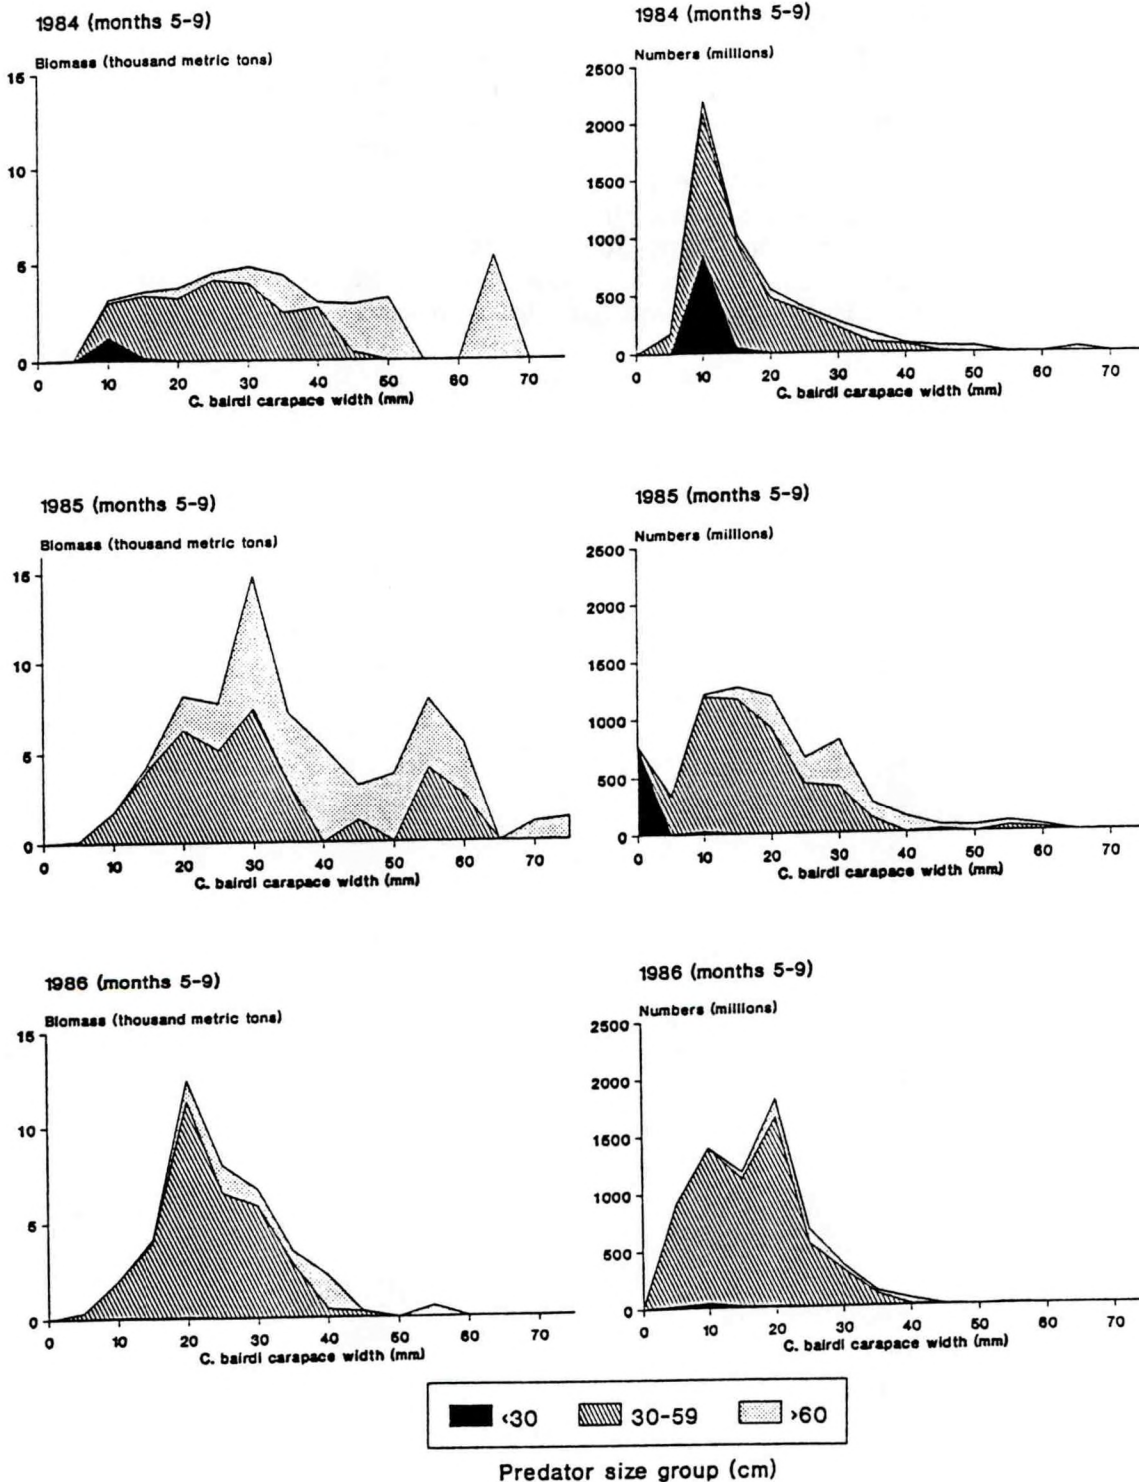 1984 (months 5-9)
Biomass (thousand metric tons)
15
10
5
0
0 10 20 30 40 50 60 70
C. bairdi carapace width (mm)
1984 (months 5-9)
Numbers (millions)
2500
2000
1500
1000
500
0
0 10 20 30 40 50 60 70
C. bairdi carapace width (mm)
1985 (months 5-9)
Biomass (thousand metric tons)
15
10
5
0
0 10 20 30 40 50 60 70
C. bairdi carapace width (mm)
1985 (months 5-9)
Numbers (millions)
2500
2000
1500
1000
500
0
0 10 20 30 40 50 60 70
C. bairdi carapace width (mm)
1986 (months 5-9)
Biomass (thousand metric tons)
15
10
5
0
0 10 20 30 40 50 60 70
C. bairdi carapace width (mm)
1986 (months 5-9)
Numbers (millions)
2500
2000
1500
1000
500
0
0 10 20 30 40 50 60 70
C. bairdi carapace width (mm)
<30 30-59 >60
Predator size group (cm)